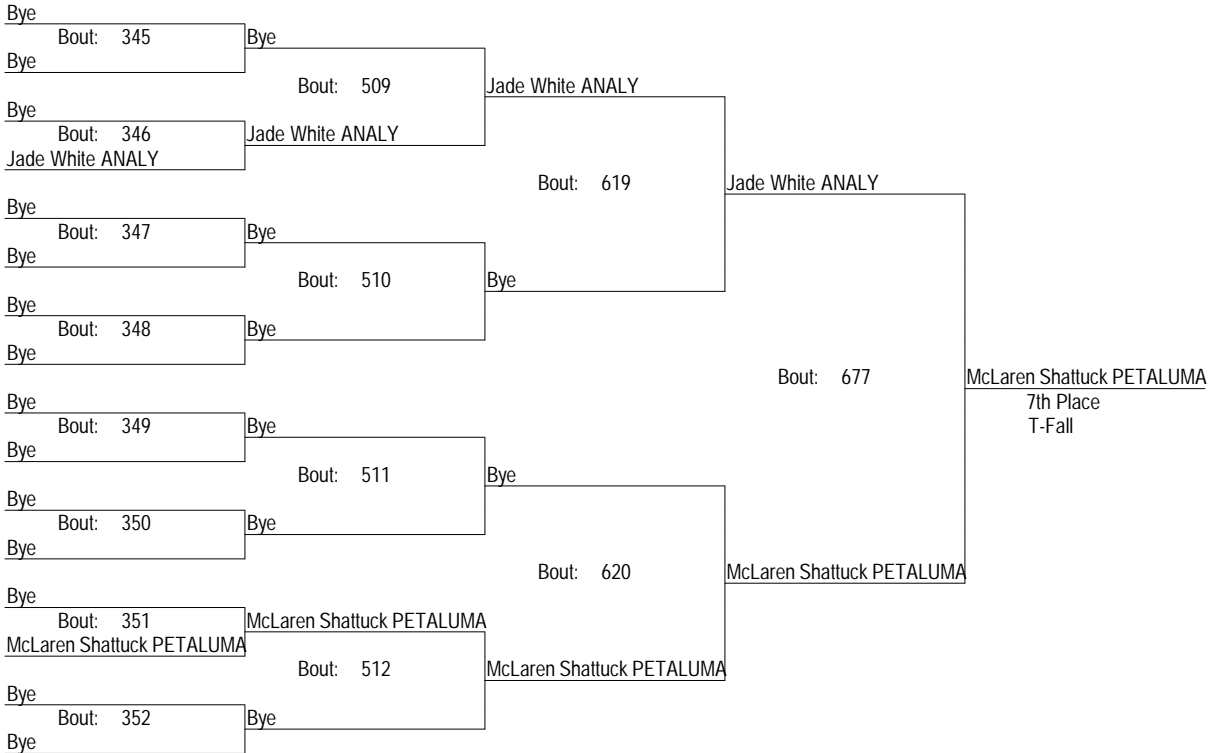 Bye
Bout: 345
Bye
Bye
Bout: 509
Jade White ANALY
Bye
Bout: 346
Jade White ANALY
Jade White ANALY
Bout: 619
Jade White ANALY
Bye
Bout: 347
Bye
Bye
Bout: 510
Bye
Bye
Bout: 348
Bye
Bye
Bout: 677
McLaren Shattuck PETALUMA
7th Place
T-Fall
Bye
Bout: 349
Bye
Bye
Bout: 511
Bye
Bye
Bout: 350
Bye
Bye
Bout: 620
McLaren Shattuck PETALUMA
Bye
Bout: 351
McLaren Shattuck PETALUMA
McLaren Shattuck PETALUMA
Bout: 512
McLaren Shattuck PETALUMA
Bye
Bout: 352
Bye
Bye